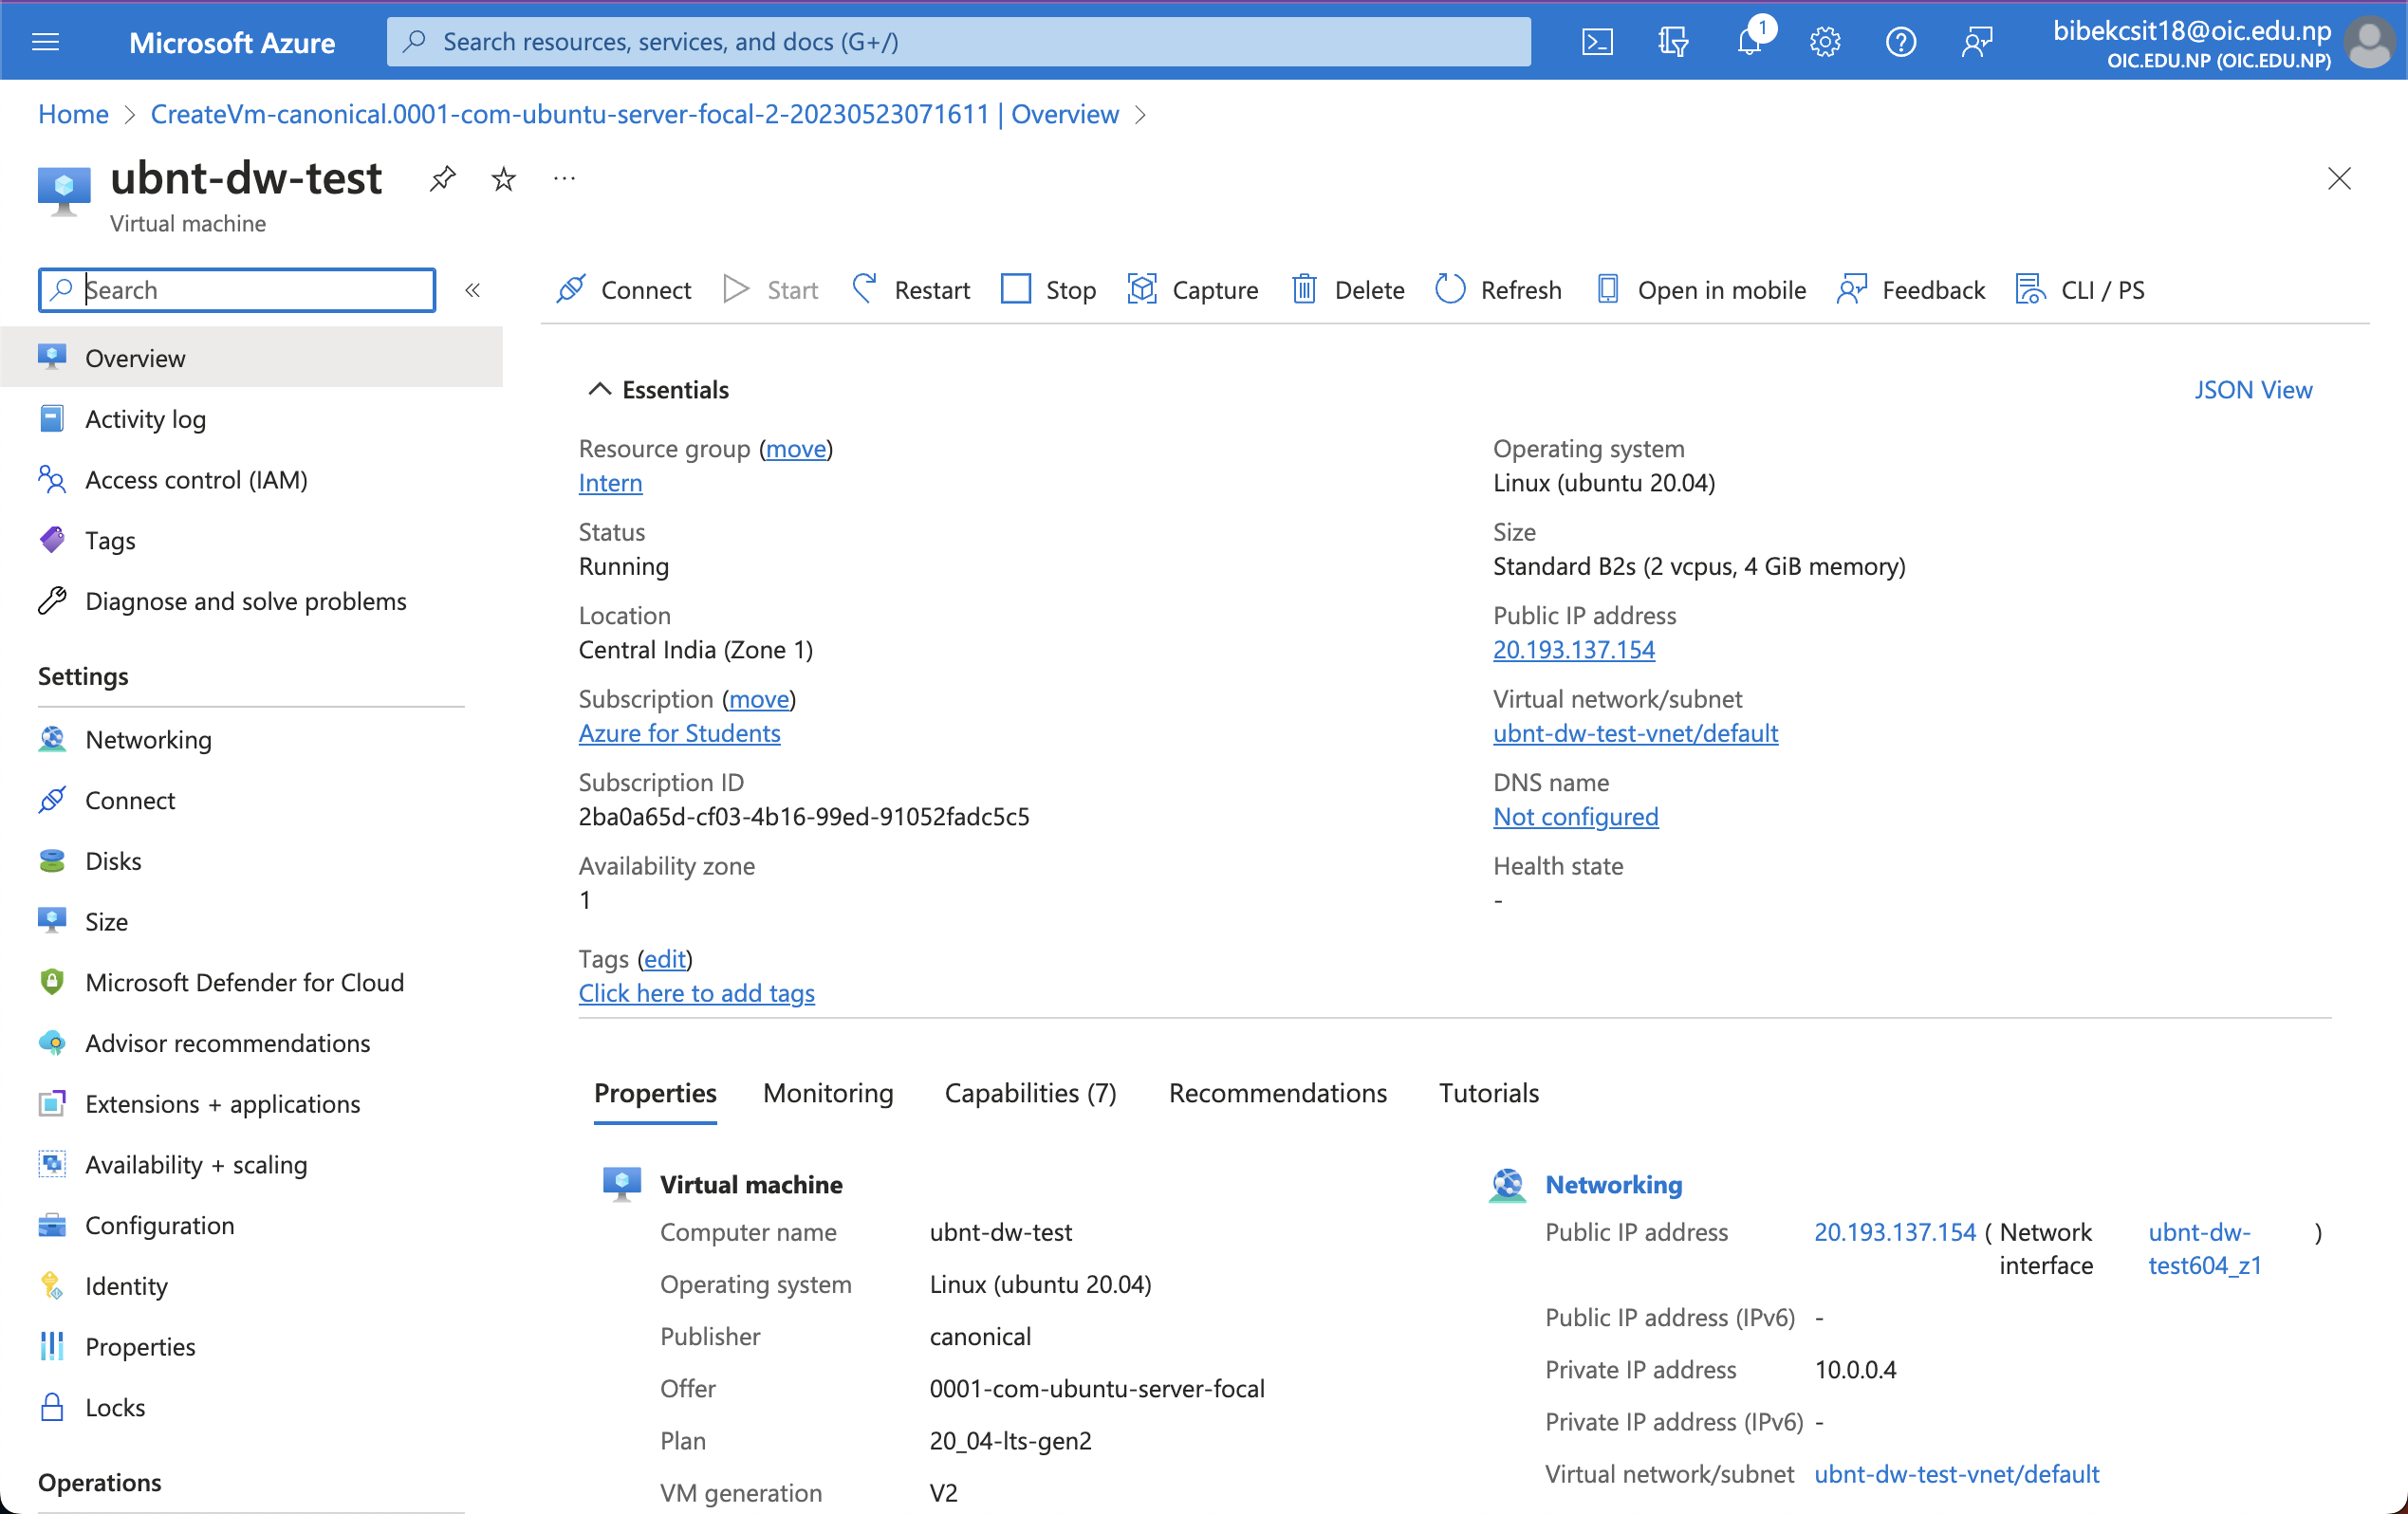 Microsoft Azure
Search resources, services, and docs (G+/)
1
bibekcsit18@oic.edu.np
OIC.EDU.NP (OIC.EDU.NP)
Home > CreateVm-canonical.0001-com-ubuntu-server-focal-2-20230523071611 | Overview >
ubnt-dw-test
...
Virtual machine
Search
«
Connect
Start
Restart
Stop
Capture
Delete
Refresh
Open in mobile
Feedback
CLI / PS
Overview
Activity log
Access control (IAM)
Tags
Diagnose and solve problems
Settings
Networking
Connect
Disks
Size
Microsoft Defender for Cloud
Advisor recommendations
Extensions + applications
Availability + scaling
Configuration
Identity
Properties
Locks
Operations
Essentials
JSON View
Resource group (move)
Intern
Status
Running
Location
Central India (Zone 1)
Subscription (move)
Azure for Students
Subscription ID
2ba0a65d-cf03-4b16-99ed-91052fadc5c5
Availability zone
1
Operating system
Linux (ubuntu 20.04)
Size
Standard B2s (2 vcpus, 4 GiB memory)
Public IP address
20.193.137.154
Virtual network/subnet
ubnt-dw-test-vnet/default
DNS name
Not configured
Health state
-
Tags (edit)
Click here to add tags
Properties
Monitoring
Capabilities (7)
Recommendations
Tutorials
Virtual machine
Computer name ubnt-dw-test
Operating system Linux (ubuntu 20.04)
Publisher canonical
Offer 0001-com-ubuntu-server-focal
Plan 20_04-lts-gen2
VM generation V2
Networking
Public IP address 20.193.137.154 ( Network interface ubnt-dw-test604_z1 )
Public IP address (IPv6) -
Private IP address 10.0.0.4
Private IP address (IPv6) -
Virtual network/subnet ubnt-dw-test-vnet/default